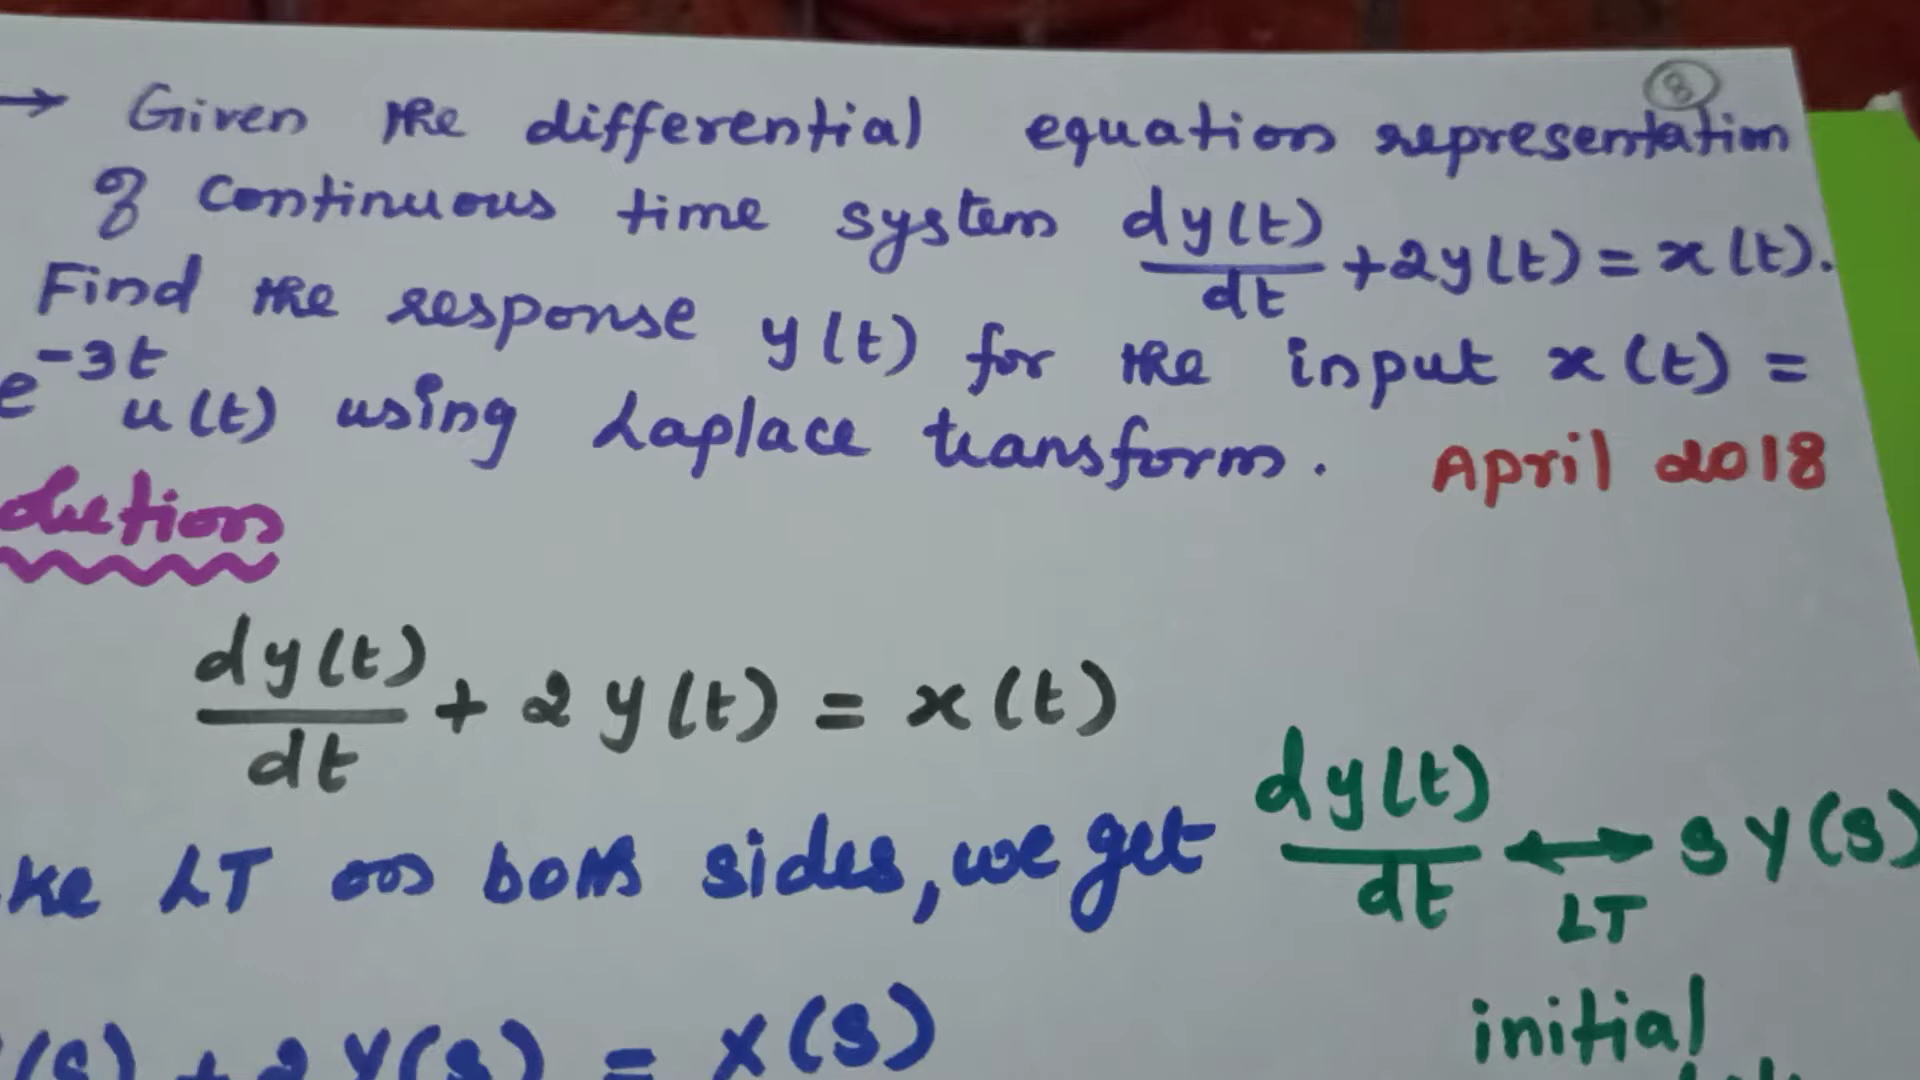 8
→ Given the differential equation representation
of continuous time system dy(t)/dt + 2y(t) = x(t).
Find the response y(t) for the input x(t) =
e^-3t u(t) using Laplace transform. April 2018
dy(t)/dt + 2y(t) = x(t)
LT on both sides, we get dy(t)/dt ↔ sY(s)
LT
initial
(s) + 2Y(s) = X(s)